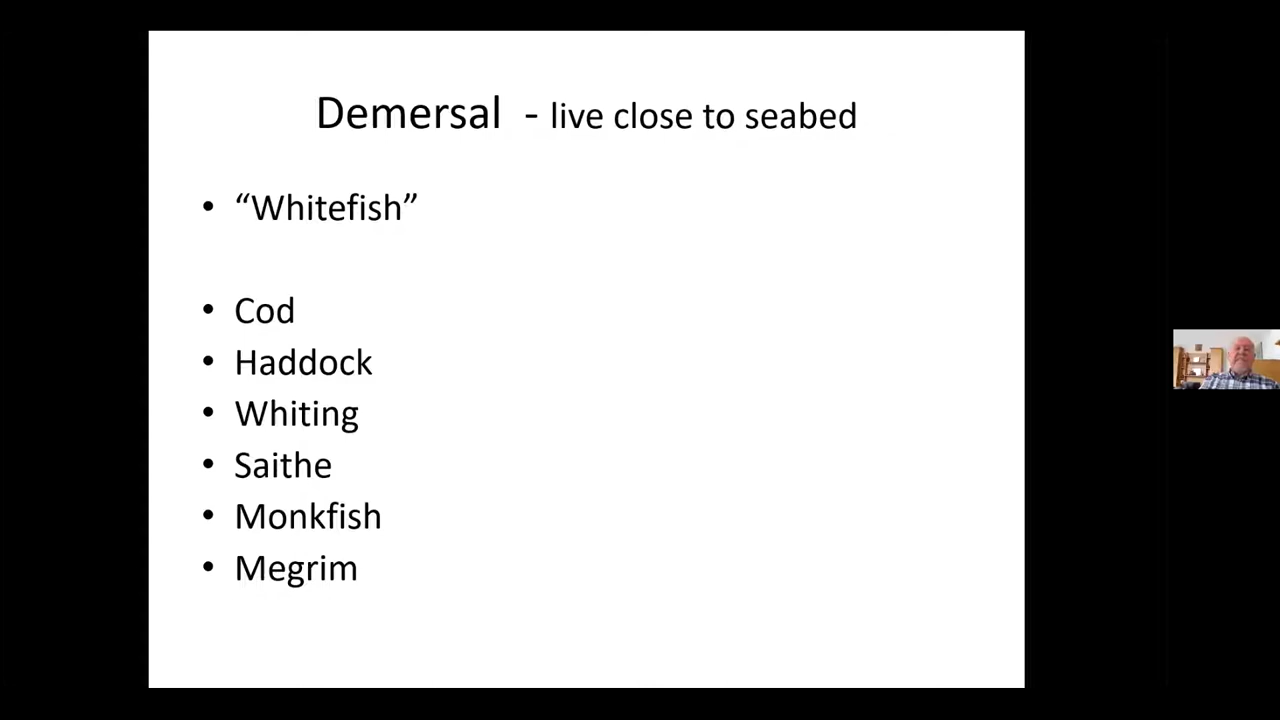 Demersal - live close to seabed
• “Whitefish”
• Cod
• Haddock
• Whiting
• Saithe
• Monkfish
• Megrim